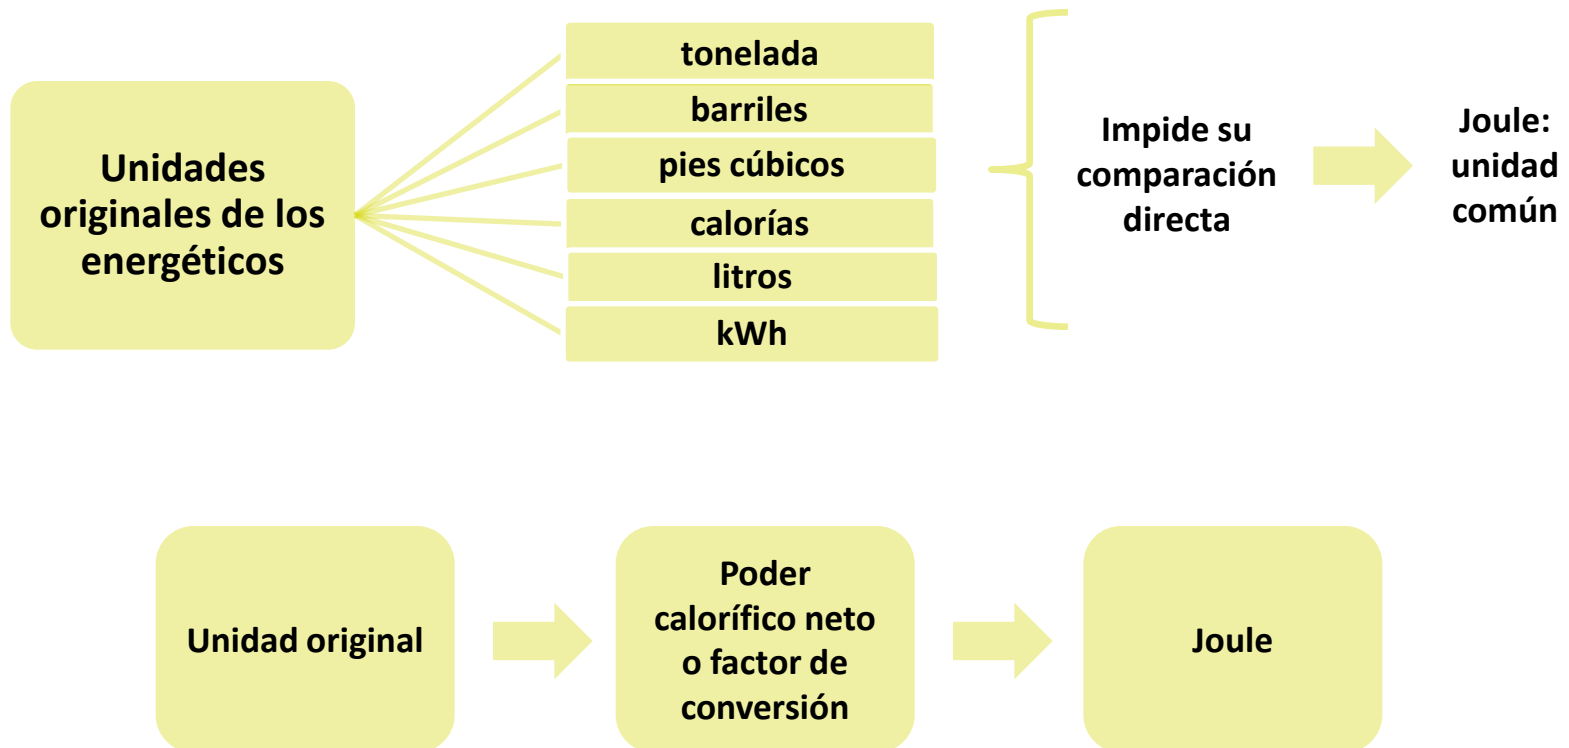 Unidades
originales de los
energéticos
tonelada
barriles
pies cúbicos
calorías
litros
kWh
Impide su
comparación
directa
Joule:
unidad
común
Unidad original
Poder
calorífico neto
o factor de
conversión
Joule